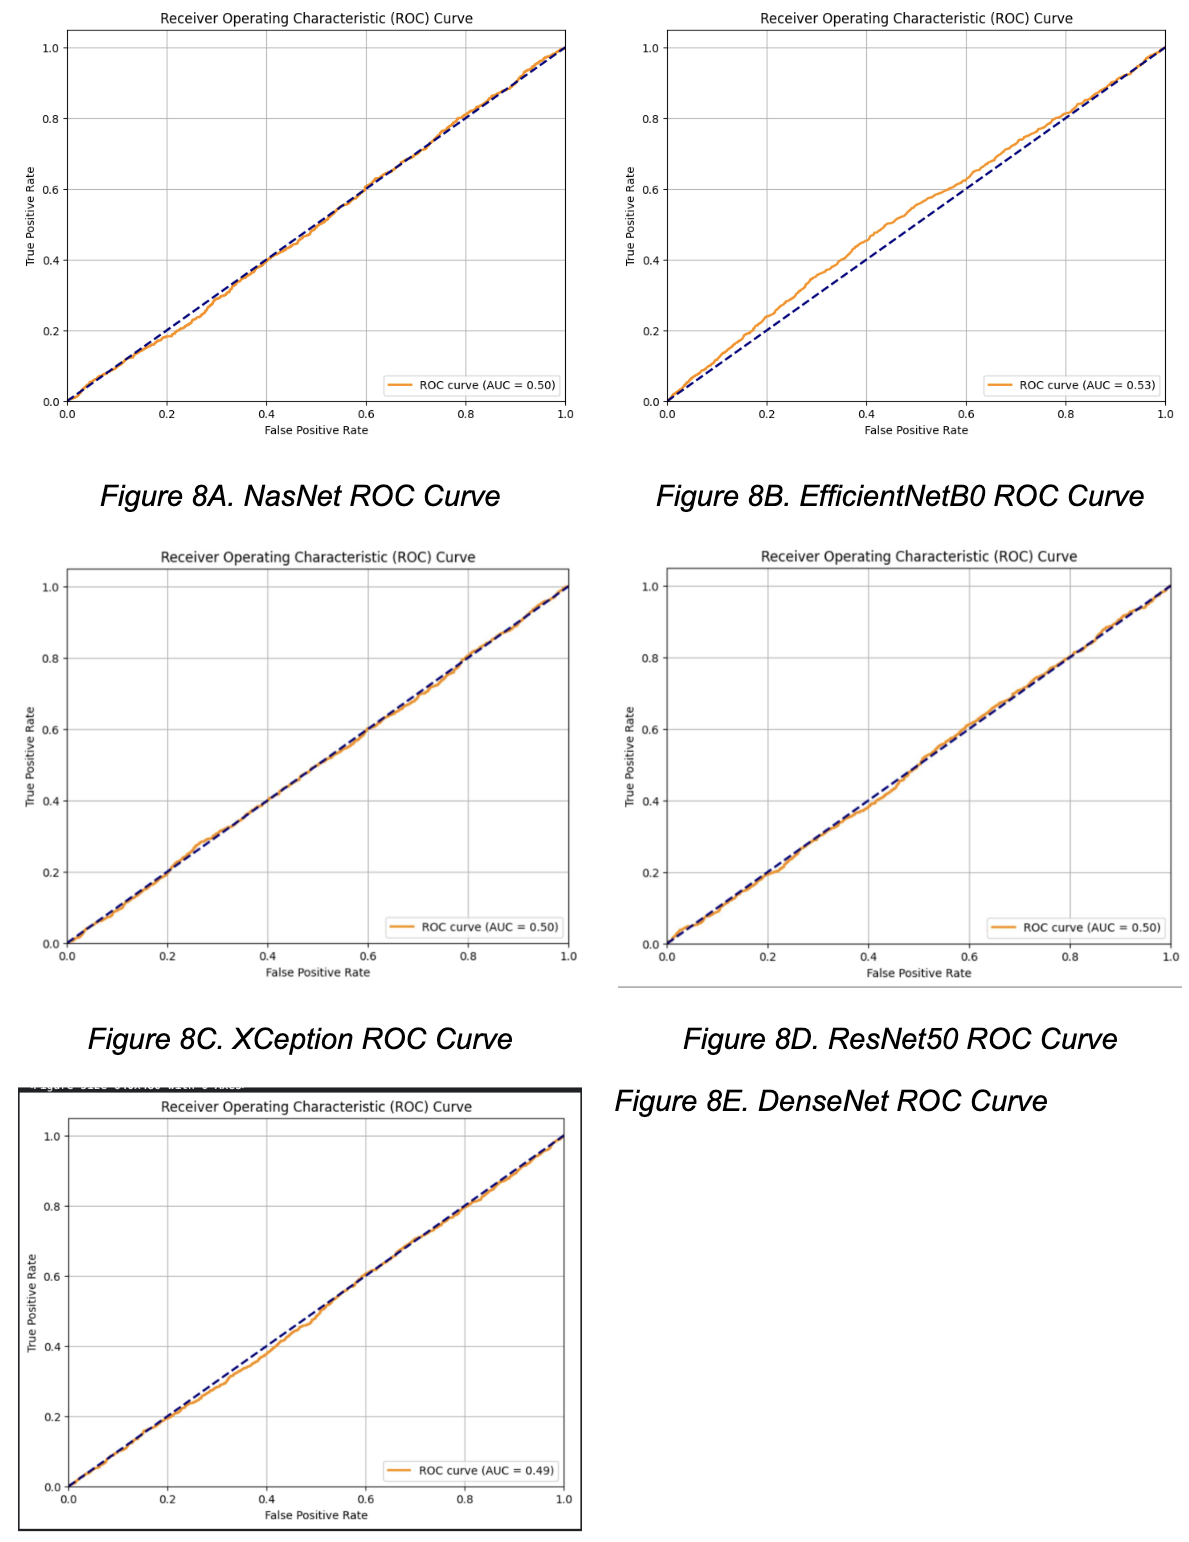 Receiver Operating Characteristic (ROC) Curve
1.0
0.8
0.6
0.4
0.2
0.0
True Positive Rate
ROC curve (AUC = 0.50)
0.0 0.2 0.4 0.6 0.8 1.0
False Positive Rate
Figure 8A. NasNet ROC Curve
Receiver Operating Characteristic (ROC) Curve
1.0
0.8
0.6
0.4
0.2
0.0
True Positive Rate
ROC curve (AUC = 0.53)
0.0 0.2 0.4 0.6 0.8 1.0
False Positive Rate
Figure 8B. EfficientNetB0 ROC Curve
Receiver Operating Characteristic (ROC) Curve
1.0
0.8
0.6
0.4
0.2
0.0
True Positive Rate
ROC curve (AUC = 0.50)
0.0 0.2 0.4 0.6 0.8 1.0
False Positive Rate
Figure 8C. XCeption ROC Curve
Receiver Operating Characteristic (ROC) Curve
1.0
0.8
0.6
0.4
0.2
0.0
True Positive Rate
ROC curve (AUC = 0.50)
0.0 0.2 0.4 0.6 0.8 1.0
False Positive Rate
Figure 8D. ResNet50 ROC Curve
Receiver Operating Characteristic (ROC) Curve
1.0
0.8
0.6
0.4
0.2
0.0
True Positive Rate
ROC curve (AUC = 0.49)
0.0 0.2 0.4 0.6 0.8 1.0
False Positive Rate
Figure 8E. DenseNet ROC Curve